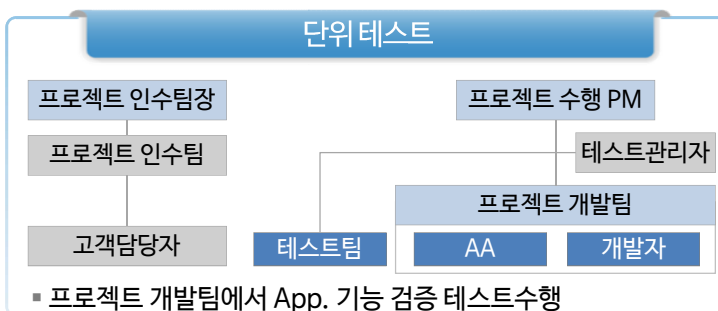 단위 테스트
프로젝트 인수팀장
프로젝트 수행 PM
프로젝트 인수팀
테스트관리자
프로젝트 개발팀
고객담당자
테스트팀
AA
개발자
▪ 프로젝트 개발팀에서 App. 기능 검증 테스트수행